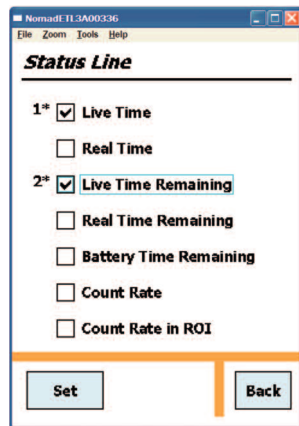 NomadETL3A00336
File Zoom Tools Help
Status Line
1* Live Time
Real Time
2* Live Time Remaining
Real Time Remaining
Battery Time Remaining
Count Rate
Count Rate in ROI
Set Back